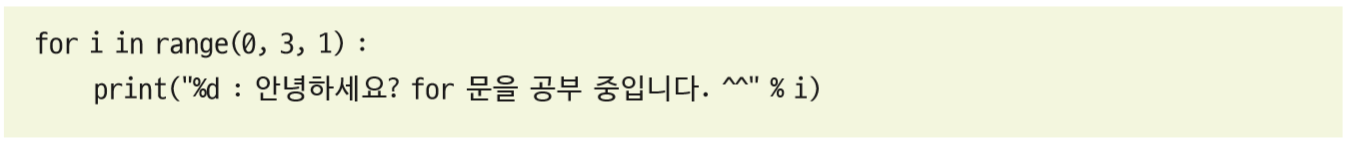 for i in range(0, 3, 1) :
    print("%d : 안녕하세요? for 문을 공부 중입니다. ^^" % i)